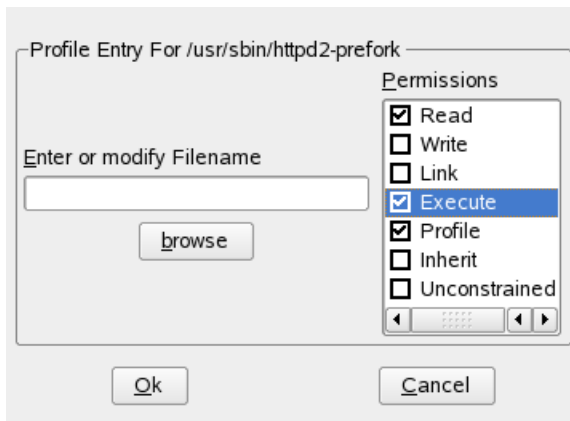 Profile Entry For /usr/sbin/httpd2-prefork
Permissions
Read
Write
Link
Execute
Profile
Inherit
Unconstrained
Enter or modify Filename
browse
Ok
Cancel